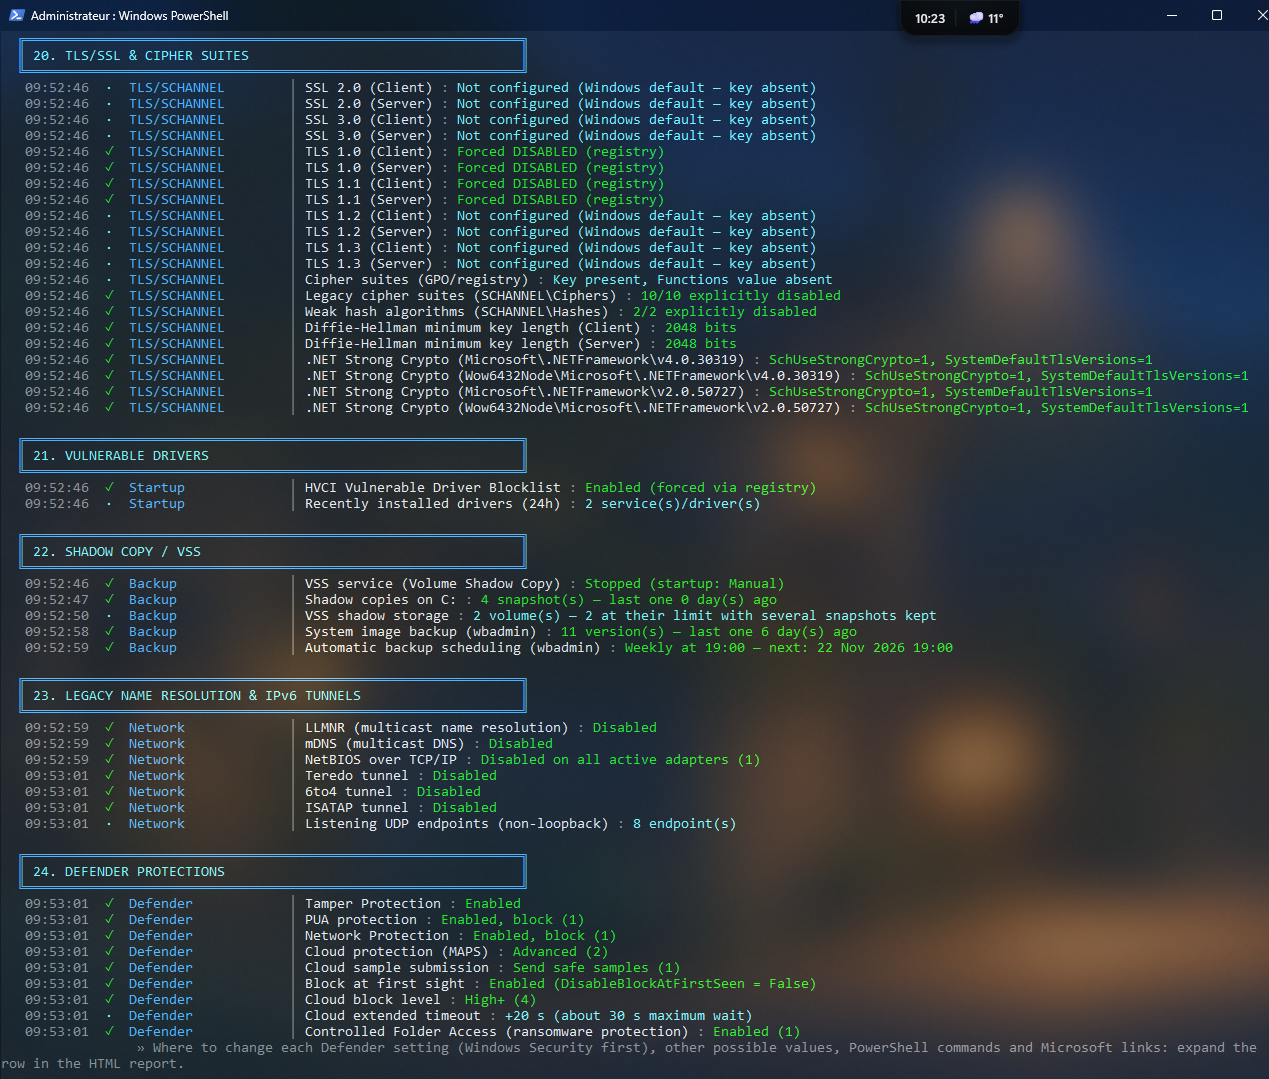 Administrateur : Windows PowerShell
10:23 11°
20. TLS/SSL & CIPHER SUITES
09:52:46 · TLS/SCHANNEL │ SSL 2.0 (Client) : Not configured (Windows default — key absent)
09:52:46 · TLS/SCHANNEL │ SSL 2.0 (Server) : Not configured (Windows default — key absent)
09:52:46 · TLS/SCHANNEL │ SSL 3.0 (Client) : Not configured (Windows default — key absent)
09:52:46 · TLS/SCHANNEL │ SSL 3.0 (Server) : Not configured (Windows default — key absent)
09:52:46 ✓ TLS/SCHANNEL │ TLS 1.0 (Client) : Forced DISABLED (registry)
09:52:46 ✓ TLS/SCHANNEL │ TLS 1.0 (Server) : Forced DISABLED (registry)
09:52:46 ✓ TLS/SCHANNEL │ TLS 1.1 (Client) : Forced DISABLED (registry)
09:52:46 ✓ TLS/SCHANNEL │ TLS 1.1 (Server) : Forced DISABLED (registry)
09:52:46 · TLS/SCHANNEL │ TLS 1.2 (Client) : Not configured (Windows default — key absent)
09:52:46 · TLS/SCHANNEL │ TLS 1.2 (Server) : Not configured (Windows default — key absent)
09:52:46 · TLS/SCHANNEL │ TLS 1.3 (Client) : Not configured (Windows default — key absent)
09:52:46 · TLS/SCHANNEL │ TLS 1.3 (Server) : Not configured (Windows default — key absent)
09:52:46 · TLS/SCHANNEL │ Cipher suites (GPO/registry) : Key present, Functions value absent
09:52:46 ✓ TLS/SCHANNEL │ Legacy cipher suites (SCHANNEL\Ciphers) : 10/10 explicitly disabled
09:52:46 ✓ TLS/SCHANNEL │ Weak hash algorithms (SCHANNEL\Hashes) : 2/2 explicitly disabled
09:52:46 ✓ TLS/SCHANNEL │ Diffie-Hellman minimum key length (Client) : 2048 bits
09:52:46 ✓ TLS/SCHANNEL │ Diffie-Hellman minimum key length (Server) : 2048 bits
09:52:46 ✓ TLS/SCHANNEL │ .NET Strong Crypto (Microsoft\.NETFramework\v4.0.30319) : SchUseStrongCrypto=1, SystemDefaultTlsVersions=1
09:52:46 ✓ TLS/SCHANNEL │ .NET Strong Crypto (Wow6432Node\Microsoft\.NETFramework\v4.0.30319) : SchUseStrongCrypto=1, SystemDefaultTlsVersions=1
09:52:46 ✓ TLS/SCHANNEL │ .NET Strong Crypto (Microsoft\.NETFramework\v2.0.50727) : SchUseStrongCrypto=1, SystemDefaultTlsVersions=1
09:52:46 ✓ TLS/SCHANNEL │ .NET Strong Crypto (Wow6432Node\Microsoft\.NETFramework\v2.0.50727) : SchUseStrongCrypto=1, SystemDefaultTlsVersions=1
21. VULNERABLE DRIVERS
09:52:46 ✓ Startup │ HVCI Vulnerable Driver Blocklist : Enabled (forced via registry)
09:52:46 · Startup │ Recently installed drivers (24h) : 2 service(s)/driver(s)
22. SHADOW COPY / VSS
09:52:46 ✓ Backup │ VSS service (Volume Shadow Copy) : Stopped (startup: Manual)
09:52:47 ✓ Backup │ Shadow copies on C: : 4 snapshot(s) — last one 0 day(s) ago
09:52:50 · Backup │ VSS shadow storage : 2 volume(s) — 2 at their limit with several snapshots kept
09:52:58 ✓ Backup │ System image backup (wbadmin) : 11 version(s) — last one 6 day(s) ago
09:52:59 ✓ Backup │ Automatic backup scheduling (wbadmin) : Weekly at 19:00 — next: 22 Nov 2026 19:00
23. LEGACY NAME RESOLUTION & IPv6 TUNNELS
09:52:59 ✓ Network │ LLMNR (multicast name resolution) : Disabled
09:52:59 ✓ Network │ mDNS (multicast DNS) : Disabled
09:52:59 ✓ Network │ NetBIOS over TCP/IP : Disabled on all active adapters (1)
09:53:01 ✓ Network │ Teredo tunnel : Disabled
09:53:01 ✓ Network │ 6to4 tunnel : Disabled
09:53:01 ✓ Network │ ISATAP tunnel : Disabled
09:53:01 · Network │ Listening UDP endpoints (non-loopback) : 8 endpoint(s)
24. DEFENDER PROTECTIONS
09:53:01 ✓ Defender │ Tamper Protection : Enabled
09:53:01 ✓ Defender │ PUA protection : Enabled, block (1)
09:53:01 ✓ Defender │ Network Protection : Enabled, block (1)
09:53:01 ✓ Defender │ Cloud protection (MAPS) : Advanced (2)
09:53:01 ✓ Defender │ Cloud sample submission : Send safe samples (1)
09:53:01 ✓ Defender │ Block at first sight : Enabled (DisableBlockAtFirstSeen = False)
09:53:01 ✓ Defender │ Cloud block level : High+ (4)
09:53:01 · Defender │ Cloud extended timeout : +20 s (about 30 s maximum wait)
09:53:01 ✓ Defender │ Controlled Folder Access (ransomware protection) : Enabled (1)
» Where to change each Defender setting (Windows Security first), other possible values, PowerShell commands and Microsoft links: expand the
row in the HTML report.